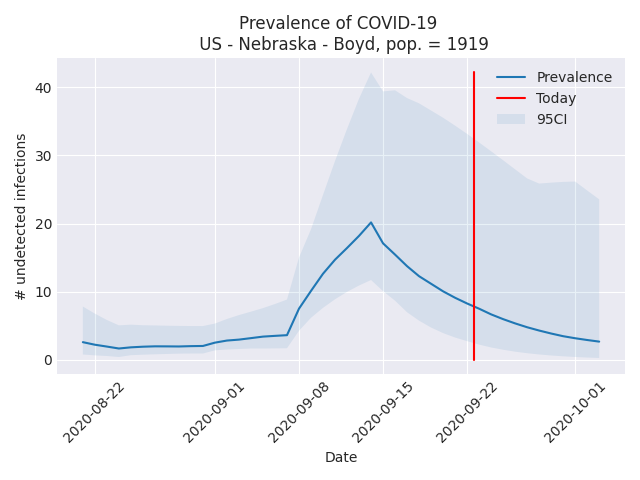 Prevalence of COVID-19
US - Nebraska - Boyd, pop. = 1919
Prevalence
Today
95CI
# undetected infections
40
30
20
10
0
2020-08-22
2020-09-01
2020-09-08
2020-09-15
2020-09-22
2020-10-01
Date